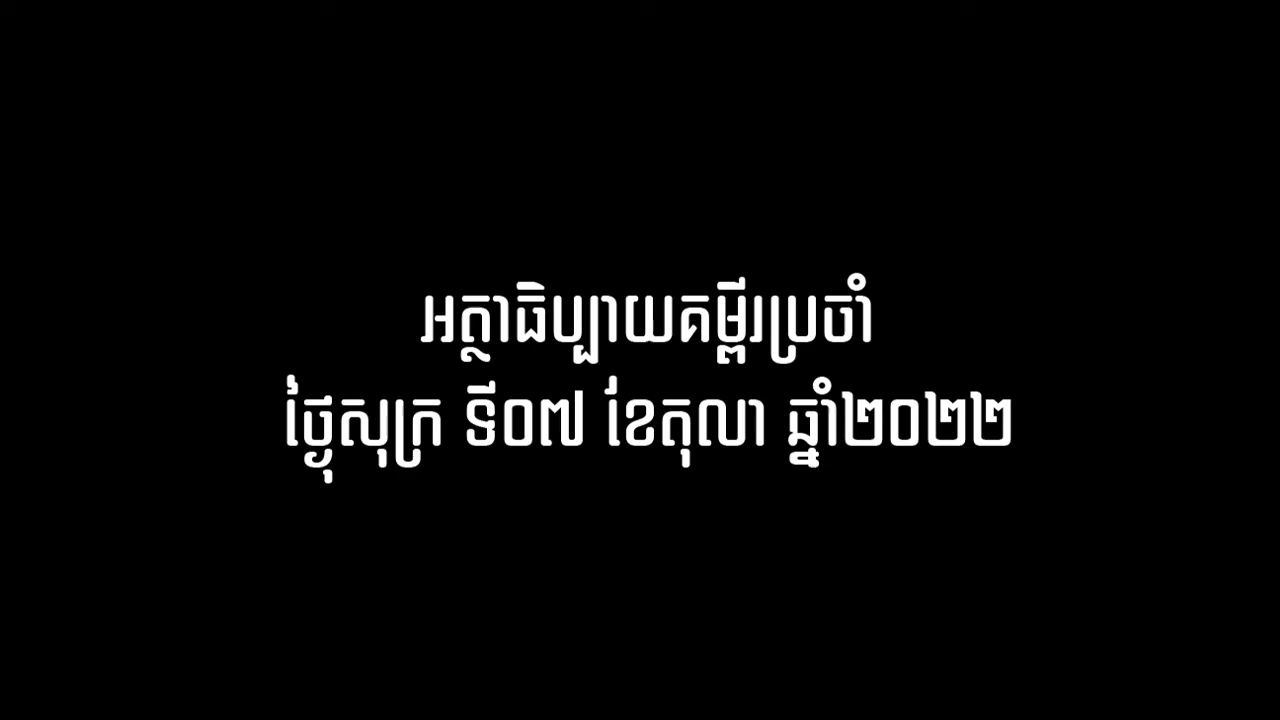 អត្ថាធិប្បាយគម្ពីរប្រចាំ
ថ្ងៃសុក្រ ទី០៧ ខែតុលា ឆ្នាំ២០២២